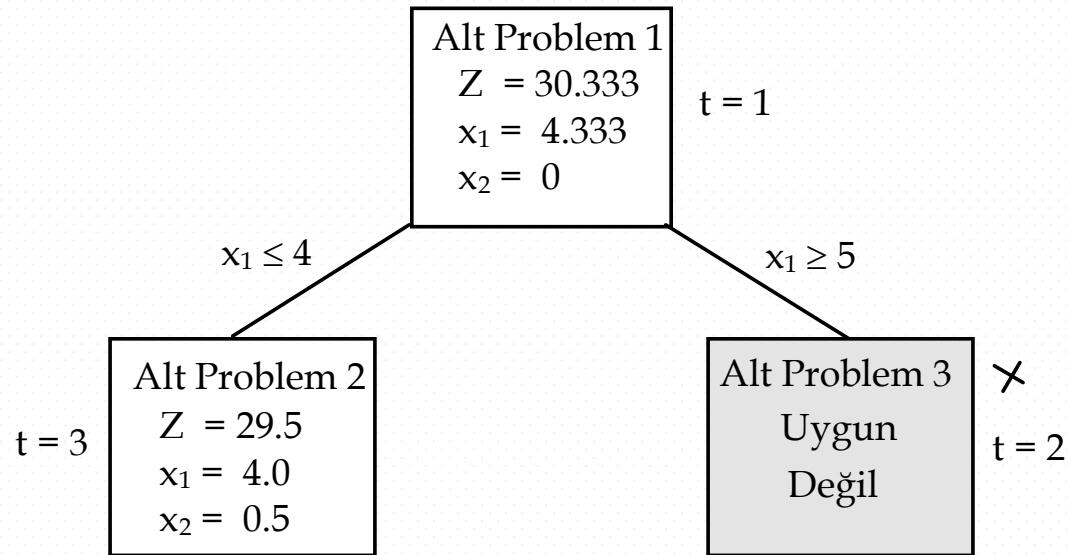 Alt Problem 1
Z = 30.333
x₁ = 4.333
x₂ = 0
t = 1
x₁ ≤ 4
x₁ ≥ 5
Alt Problem 2
Z = 29.5
x₁ = 4.0
x₂ = 0.5
t = 3
Alt Problem 3
Uygun
Değil
×
t = 2